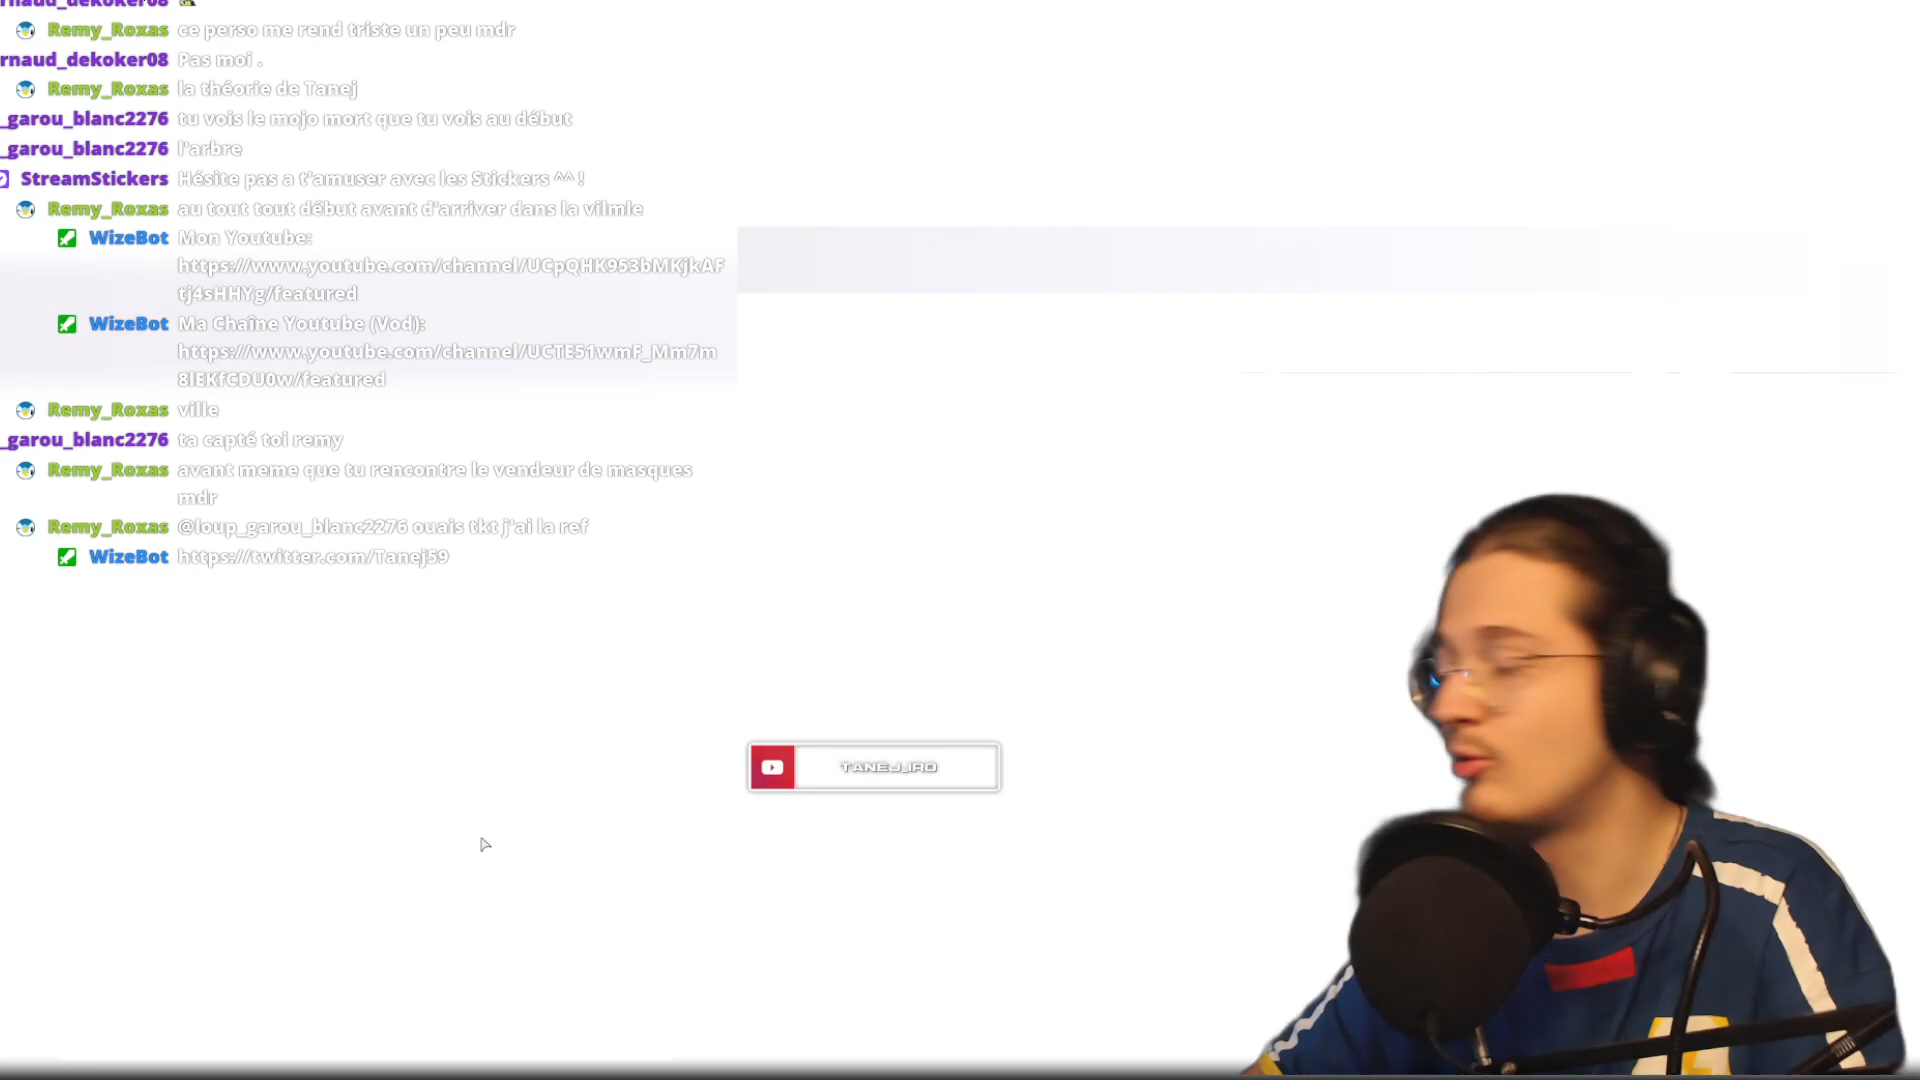 rnaud_dekoker08
Remy_Roxas ce perso me rend triste un peu mdr
rnaud_dekoker08 Pas moi .
Remy_Roxas la théorie de Tanej
_garou_blanc2276 tu vois le mojo mort que tu vois au début
_garou_blanc2276 l'arbre
StreamStickers Hésite pas a t'amuser avec les Stickers ^^ !
Remy_Roxas au tout tout début avant d'arriver dans la vilmle
WizeBot Mon Youtube:
https://www.youtube.com/channel/UCpQHK953bMKjkAF
tj4sHHYg/featured
WizeBot Ma Chaîne Youtube (Vod):
https://www.youtube.com/channel/UCTE51wmF_Mm7m
8lEKfCDU0w/featured
Remy_Roxas ville
_garou_blanc2276 ta capté toi remy
Remy_Roxas avant meme que tu rencontre le vendeur de masques
mdr
Remy_Roxas @loup_garou_blanc2276 ouais tkt j'ai la ref
WizeBot https://twitter.com/Tanej59
TANEJ_IRO